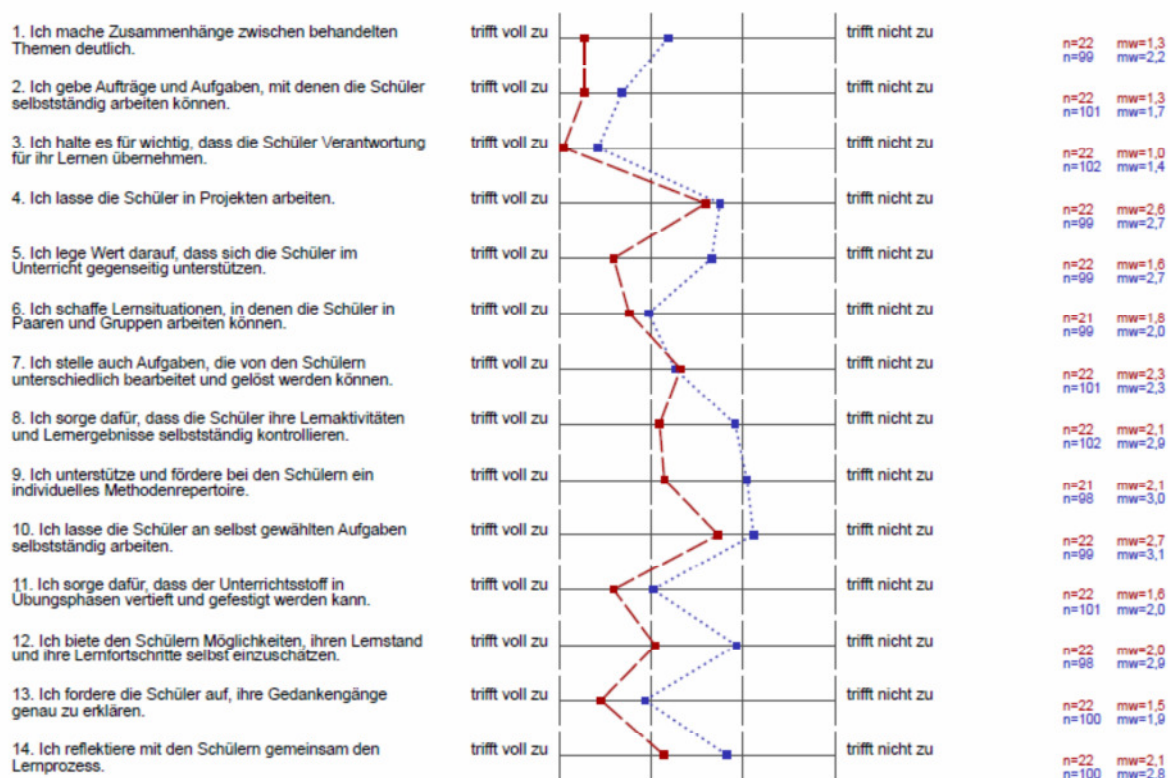 1. Ich mache Zusammenhänge zwischen behandelten
Themen deutlich.
trifft voll zu
trifft nicht zu
n=22 mw=1,3
n=99 mw=2,2
2. Ich gebe Aufträge und Aufgaben, mit denen die Schüler
selbstständig arbeiten können.
trifft voll zu
trifft nicht zu
n=22 mw=1,3
n=101 mw=1,7
3. Ich halte es für wichtig, dass die Schüler Verantwortung
für ihr Lernen übernehmen.
trifft voll zu
trifft nicht zu
n=22 mw=1,0
n=102 mw=1,4
4. Ich lasse die Schüler in Projekten arbeiten.
trifft voll zu
trifft nicht zu
n=22 mw=2,6
n=99 mw=2,7
5. Ich lege Wert darauf, dass sich die Schüler im
Unterricht gegenseitig unterstützen.
trifft voll zu
trifft nicht zu
n=22 mw=1,6
n=99 mw=2,7
6. Ich schaffe Lernsituationen, in denen die Schüler in
Paaren und Gruppen arbeiten können.
trifft voll zu
trifft nicht zu
n=21 mw=1,8
n=99 mw=2,0
7. Ich stelle auch Aufgaben, die von den Schülern
unterschiedlich bearbeitet und gelöst werden können.
trifft voll zu
trifft nicht zu
n=22 mw=2,3
n=101 mw=2,3
8. Ich sorge dafür, dass die Schüler ihre Lernaktivitäten
und Lernergebnisse selbstständig kontrollieren.
trifft voll zu
trifft nicht zu
n=22 mw=2,1
n=102 mw=2,9
9. Ich unterstütze und fördere bei den Schülern ein
individuelles Methodenrepertoire.
trifft voll zu
trifft nicht zu
n=21 mw=2,1
n=98 mw=3,0
10. Ich lasse die Schüler an selbst gewählten Aufgaben
selbstständig arbeiten.
trifft voll zu
trifft nicht zu
n=22 mw=2,7
n=99 mw=3,1
11. Ich sorge dafür, dass der Unterrichtsstoff in
Übungsphasen vertieft und gefestigt werden kann.
trifft voll zu
trifft nicht zu
n=22 mw=1,6
n=101 mw=2,0
12. Ich biete den Schülern Möglichkeiten, ihren Lernstand
und ihre Lernfortschritte selbst einzuschätzen.
trifft voll zu
trifft nicht zu
n=22 mw=2,0
n=98 mw=2,9
13. Ich fordere die Schüler auf, ihre Gedankengänge
genau zu erklären.
trifft voll zu
trifft nicht zu
n=22 mw=1,5
n=100 mw=1,9
14. Ich reflektiere mit den Schülern gemeinsam den
Lernprozess.
trifft voll zu
trifft nicht zu
n=22 mw=2,1
n=100 mw=2,8